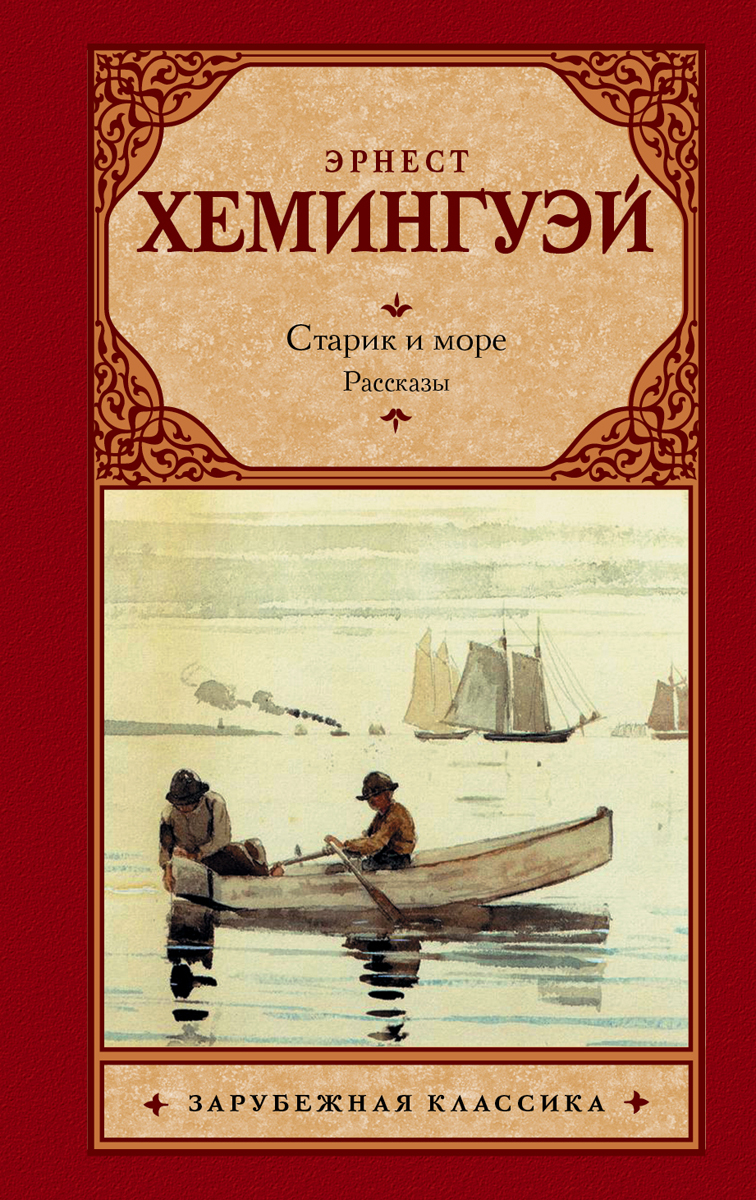 ЭРНЕСТ
ХЕМИНГУЭЙ
Старик и море
Рассказы
ЗАРУБЕЖНАЯ КЛАССИКА